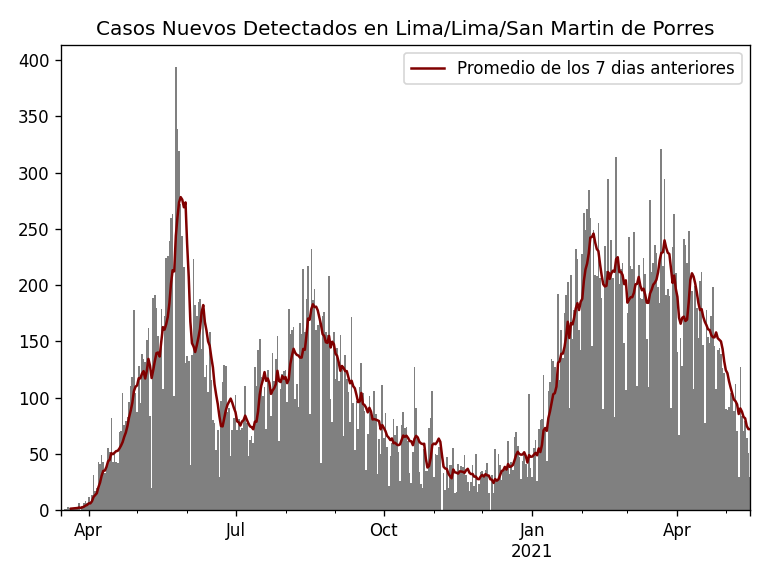 Casos Nuevos Detectados en Lima/Lima/San Martin de Porres
Promedio de los 7 dias anteriores
400
350
300
250
200
150
100
50
0
Apr
Jul
Oct
Jan
2021
Apr